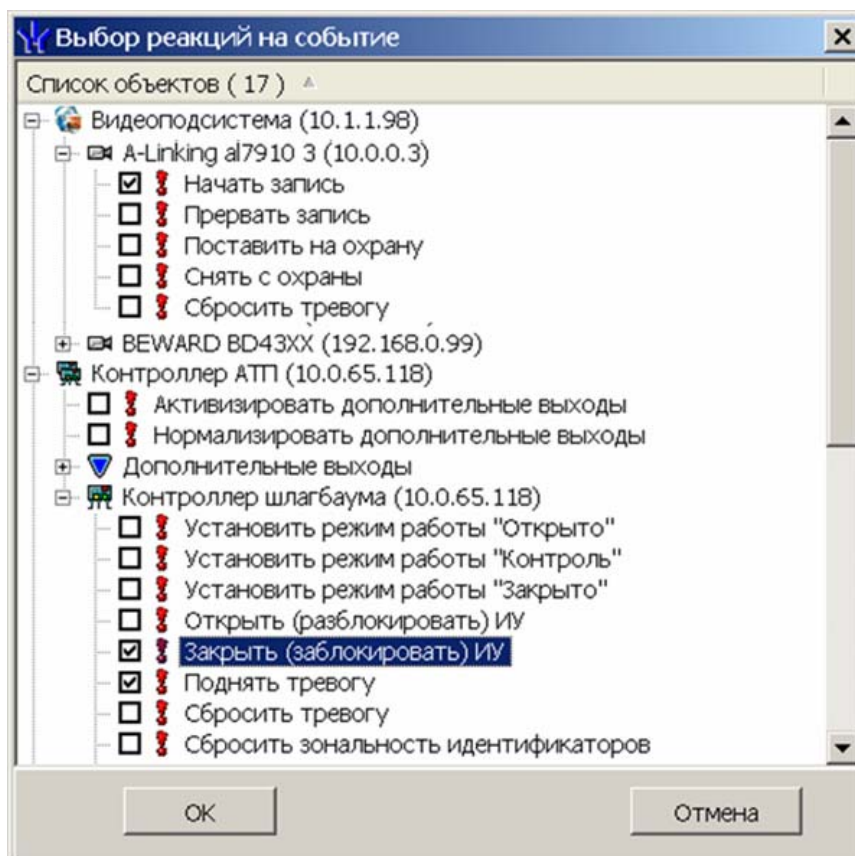 Выбор реакций на событие
Список объектов ( 17 )
Видеоподсистема (10.1.1.98)
A-Linking al7910 3 (10.0.0.3)
Начать запись
Прервать запись
Поставить на охрану
Снять с охраны
Сбросить тревогу
BEWARD BD43XX (192.168.0.99)
Контроллер АТП (10.0.65.118)
Активизировать дополнительные выходы
Нормализировать дополнительные выходы
Дополнительные выходы
Контроллер шлагбаума (10.0.65.118)
Установить режим работы "Открыто"
Установить режим работы "Контроль"
Установить режим работы "Закрыто"
Открыть (разблокировать) ИУ
Закрыть (заблокировать) ИУ
Поднять тревогу
Сбросить тревогу
Сбросить зональность идентификаторов
ОК Отмена